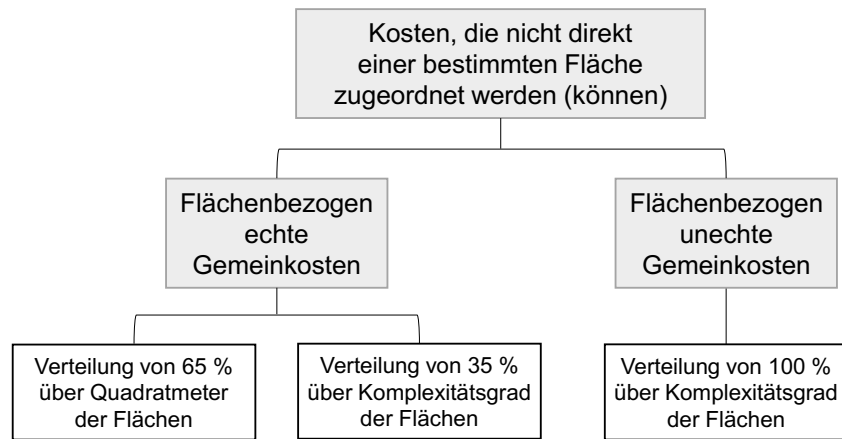 Kosten, die nicht direkt
einer bestimmten Fläche
zugeordnet werden (können)
Flächenbezogen
echte
Gemeinkosten
Flächenbezogen
unechte
Gemeinkosten
Verteilung von 65 %
über Quadratmeter
der Flächen
Verteilung von 35 %
über Komplexitätsgrad
der Flächen
Verteilung von 100 %
über Komplexitätsgrad
der Flächen